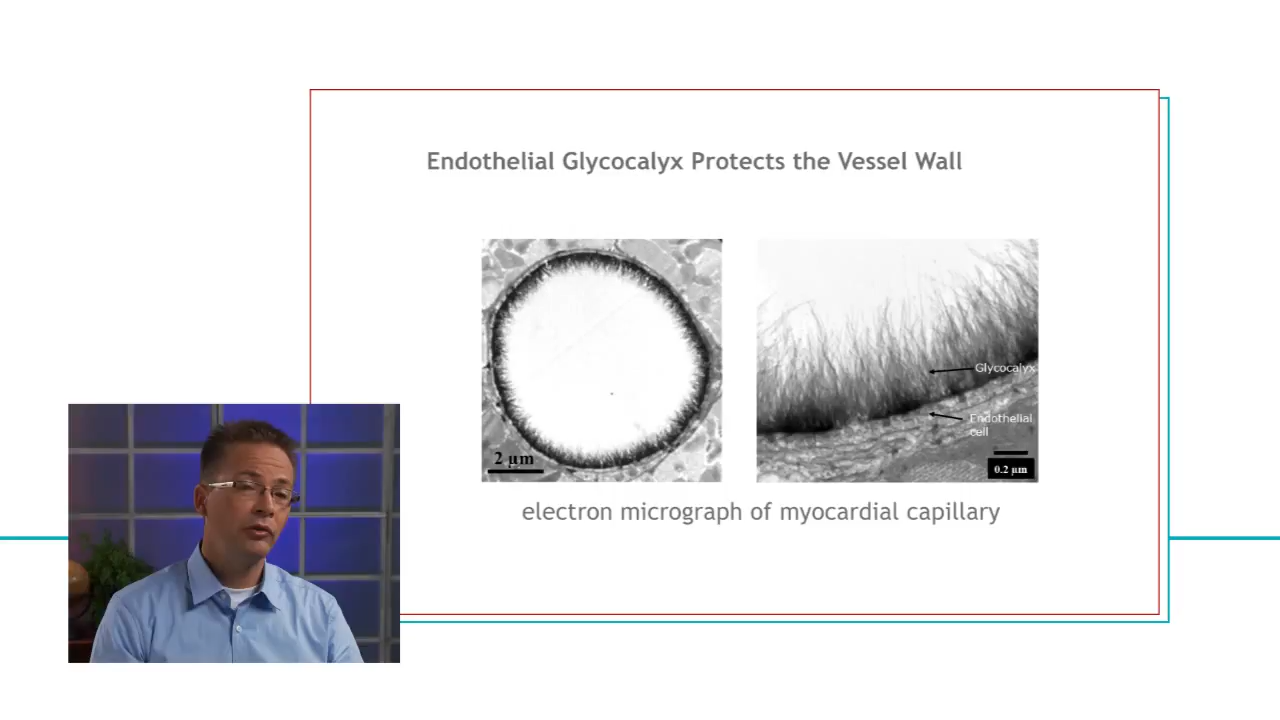 Endothelial Glycocalyx Protects the Vessel Wall
2 µm
Glycocalyx
Endothelial
cell
0.2 µm
electron micrograph of myocardial capillary